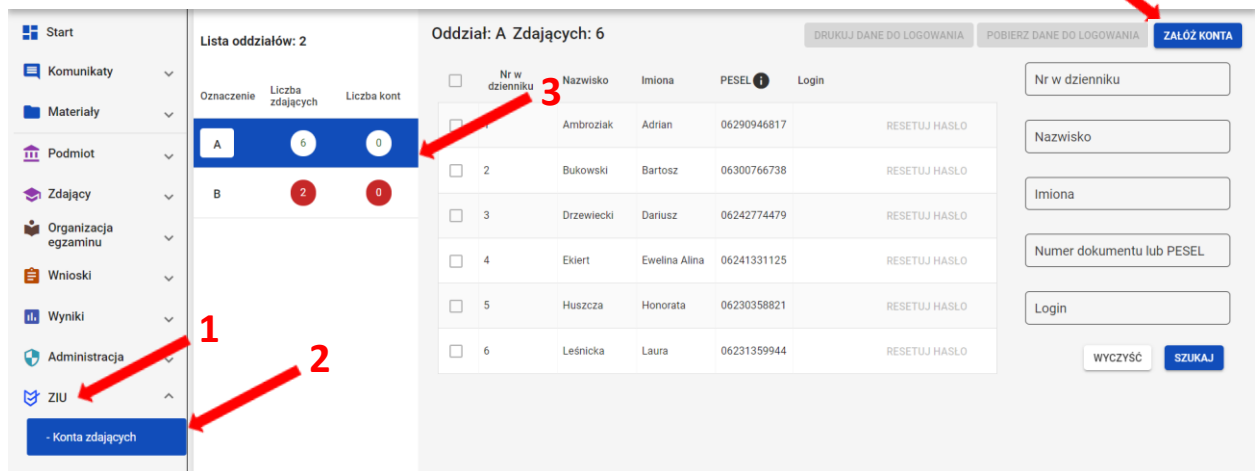 Start
Komunikaty
Materiały
Podmiot
Zdający
Organizacja
egzaminu
Wnioski
Wyniki
Administracja
ZIU
- Konta zdających
1
2
3
Lista oddziałów: 2
Oznaczenie Liczba zdających Liczba kont
A 6 0
B 2 0
Oddział: A Zdających: 6
DRUKUJ DANE DO LOGOWANIA POBIERZ DANE DO LOGOWANIA ZAŁÓŻ KONTA
Nr w dzienniku Nazwisko Imiona PESEL i Login
Ambroziak Adrian 06290946817 RESETUJ HASŁO
2 Bukowski Bartosz 06300766738 RESETUJ HASŁO
3 Drzewiecki Dariusz 06242774479 RESETUJ HASŁO
4 Ekiert Ewelina Alina 06241331125 RESETUJ HASŁO
5 Huszcza Honorata 06230358821 RESETUJ HASŁO
6 Leśnicka Laura 06231359944 RESETUJ HASŁO
Nr w dzienniku
Nazwisko
Imiona
Numer dokumentu lub PESEL
Login
WYCZYŚĆ SZUKAJ